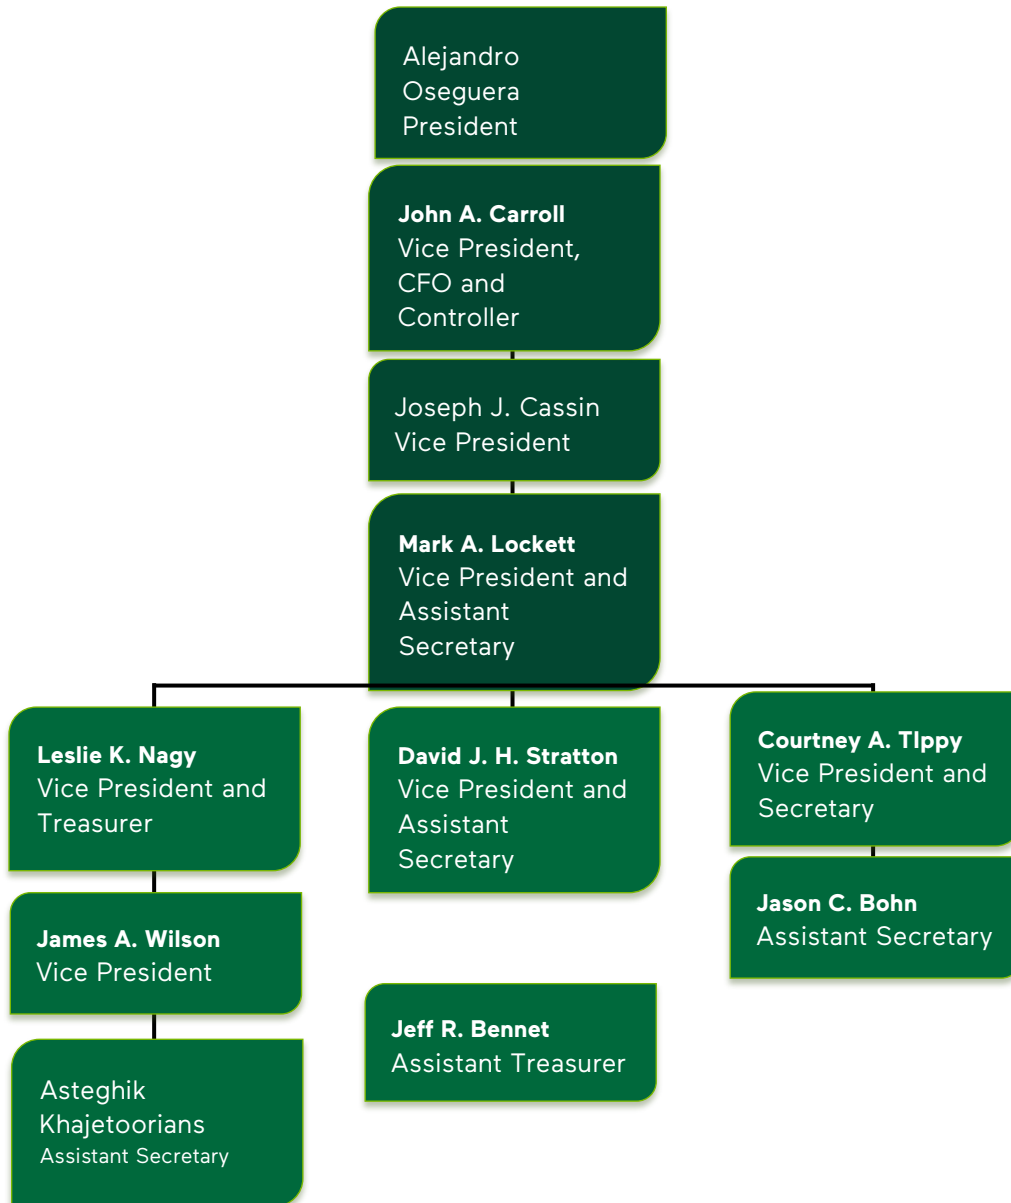 Alejandro
Oseguera
President
John A. Carroll
Vice President,
CFO and
Controller
Joseph J. Cassin
Vice President
Mark A. Lockett
Vice President and
Assistant
Secretary
Leslie K. Nagy
Vice President and
Treasurer
David J. H. Stratton
Vice President and
Assistant
Secretary
Courtney A. TIppy
Vice President and
Secretary
James A. Wilson
Vice President
Jason C. Bohn
Assistant Secretary
Jeff R. Bennet
Assistant Treasurer
Asteghik
Khajetoorians
Assistant Secretary